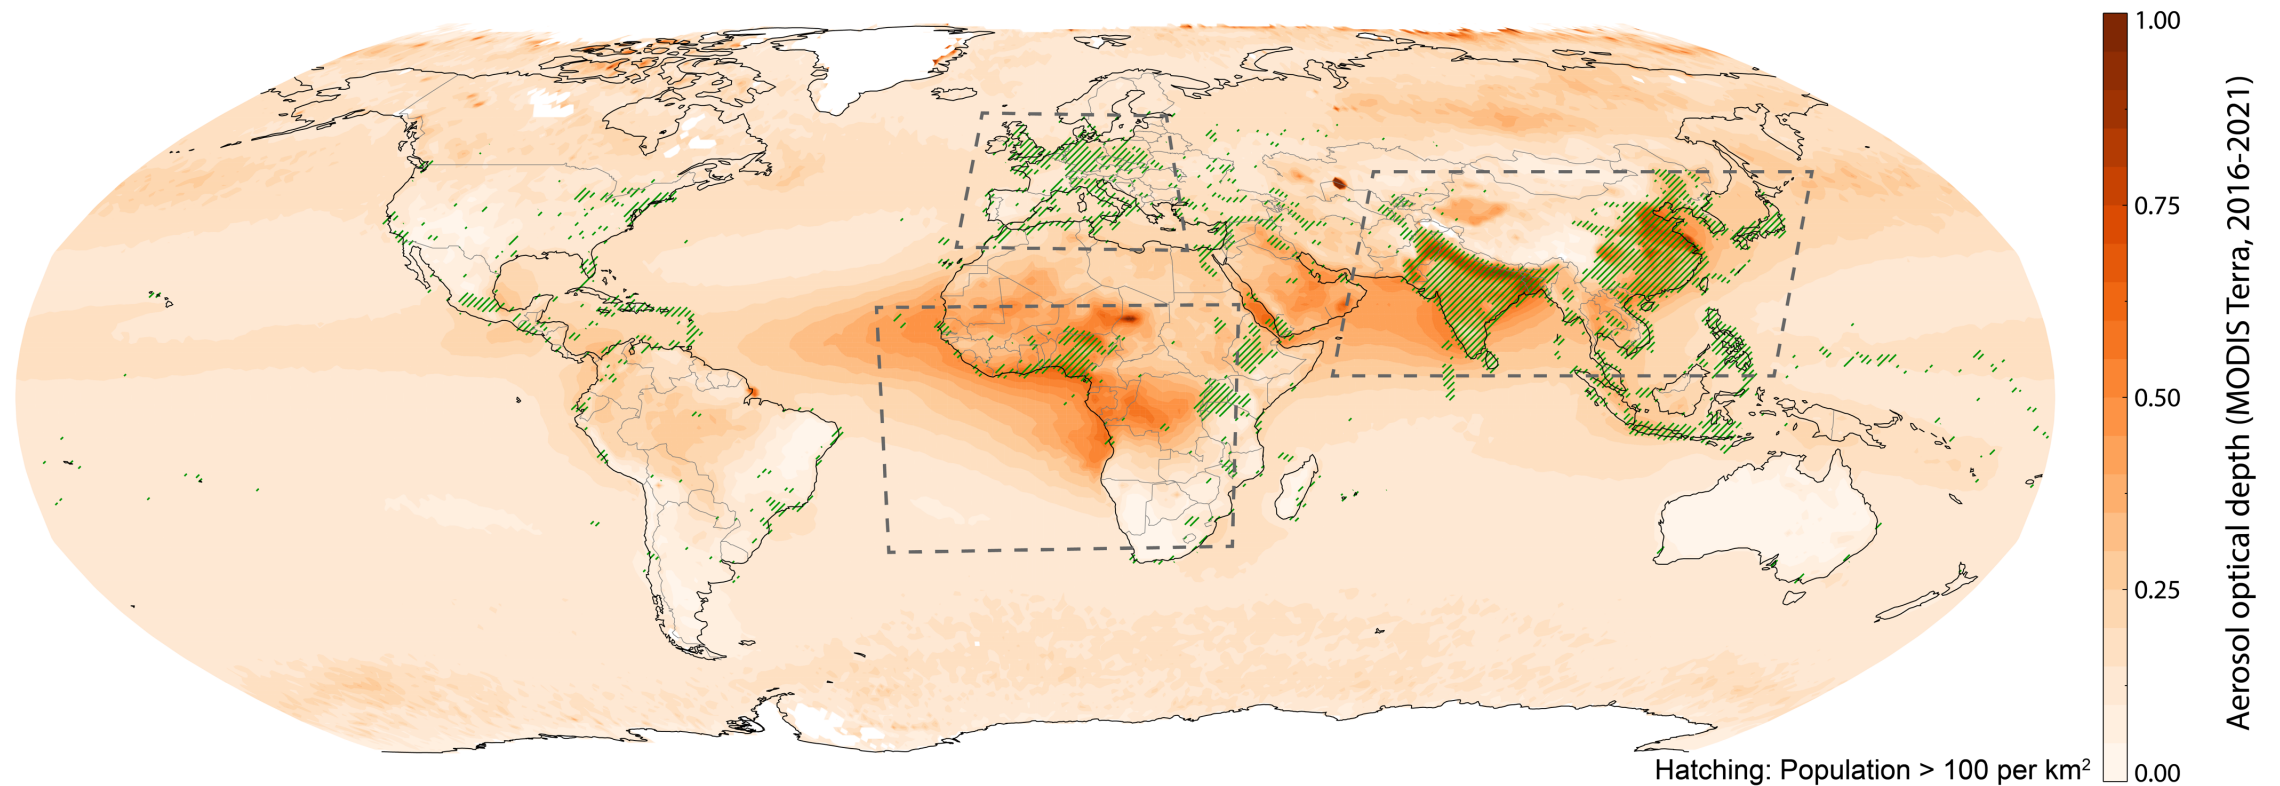 1.00
0.75
0.50
0.25
0.00
Aerosol optical depth (MODIS Terra, 2016-2021)
Hatching: Population > 100 per km²